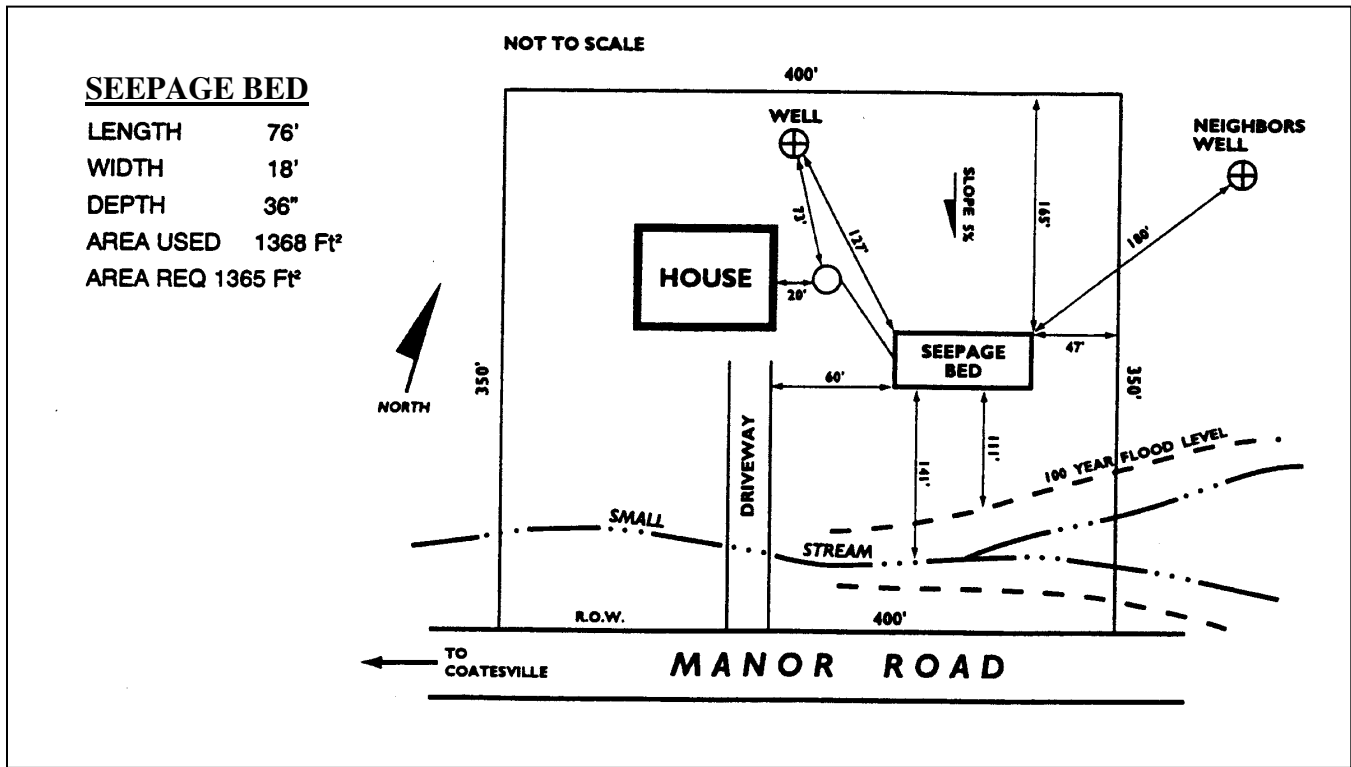 NOT TO SCALE
SEEPAGE BED
LENGTH 76'
WIDTH 18'
DEPTH 36"
AREA USED 1368 Ft²
AREA REQ 1365 Ft²
400'
WELL
NEIGHBORS
WELL
73'
127'
SLOPE 5%
165'
180'
HOUSE
20'
SEEPAGE
BED
47'
60'
350'
350'
NORTH
DRIVEWAY
141'
111'
100 YEAR FLOOD LEVEL
SMALL
STREAM
R.O.W.
400'
TO
COATESVILLE
MANOR ROAD